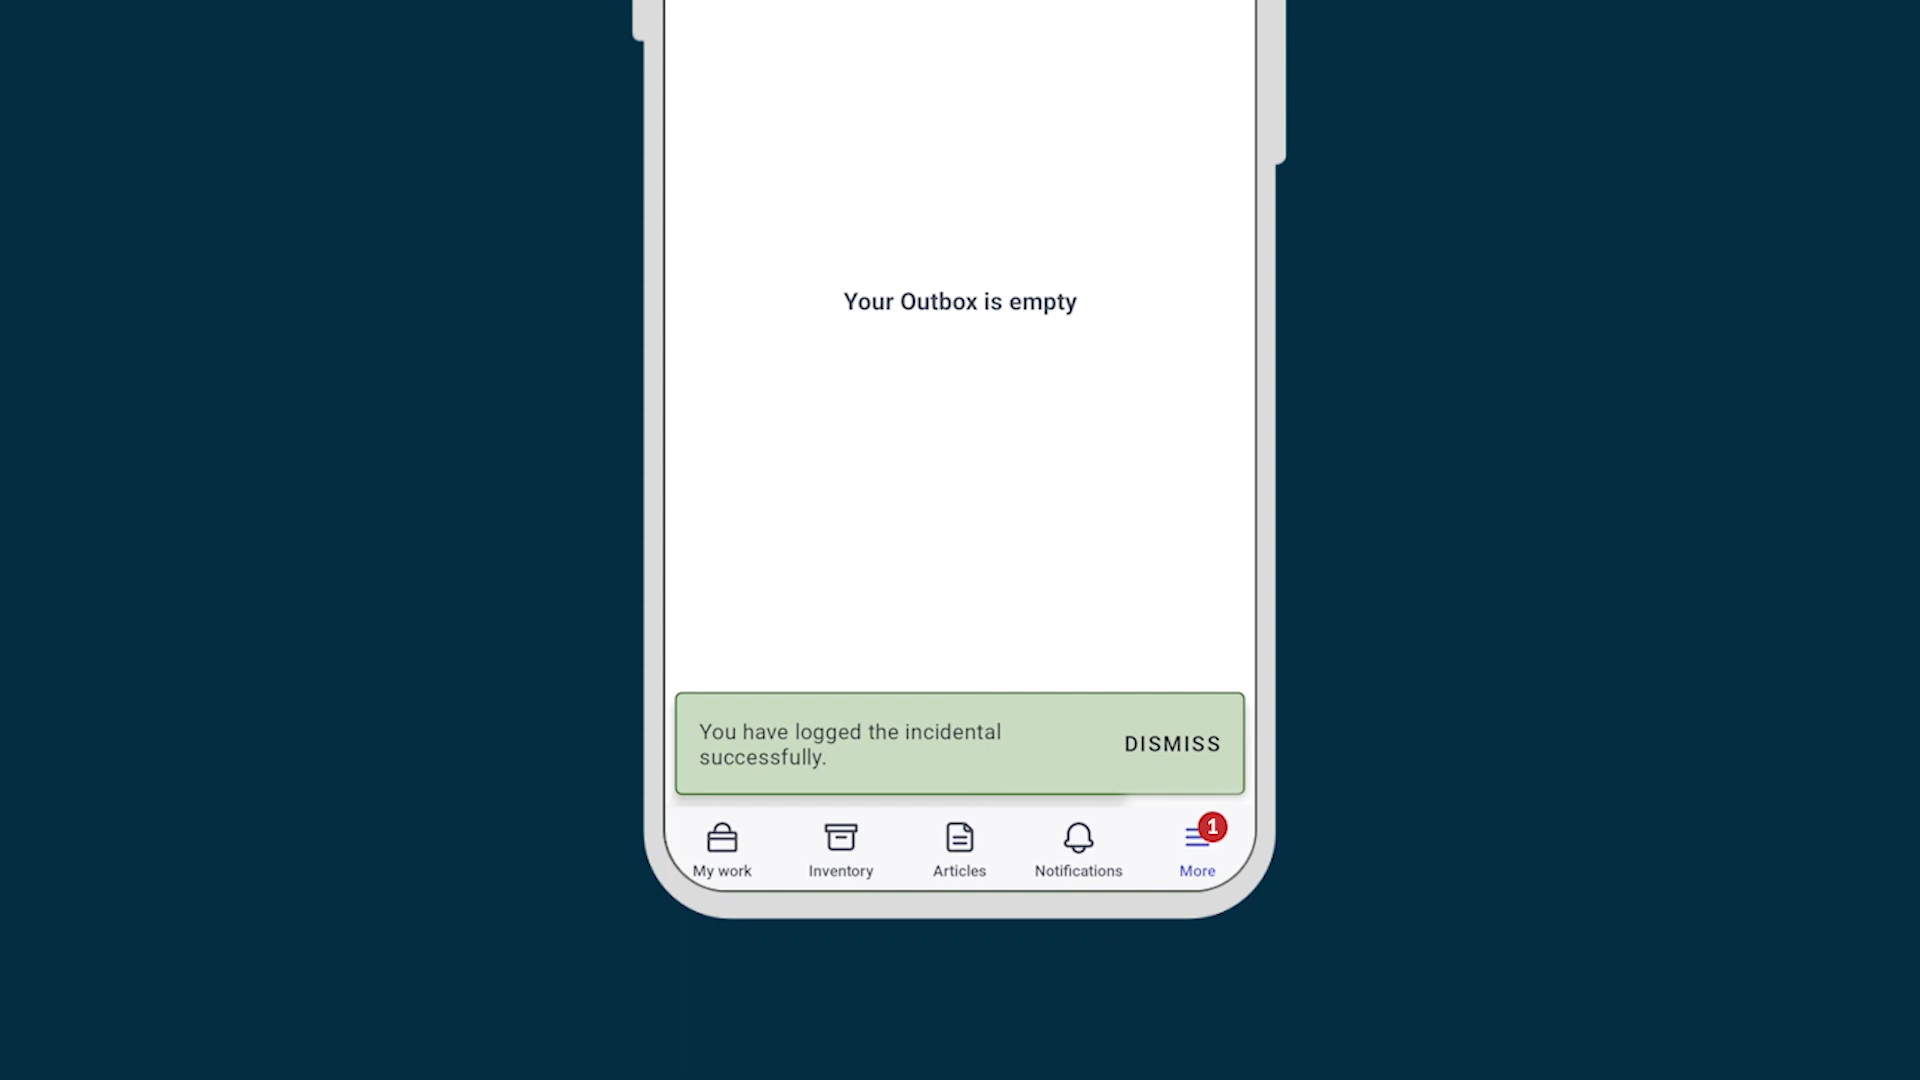 Your Outbox is empty
You have logged the incidental
successfully.
DISMISS
1
My work
Inventory
Articles
Notifications
More